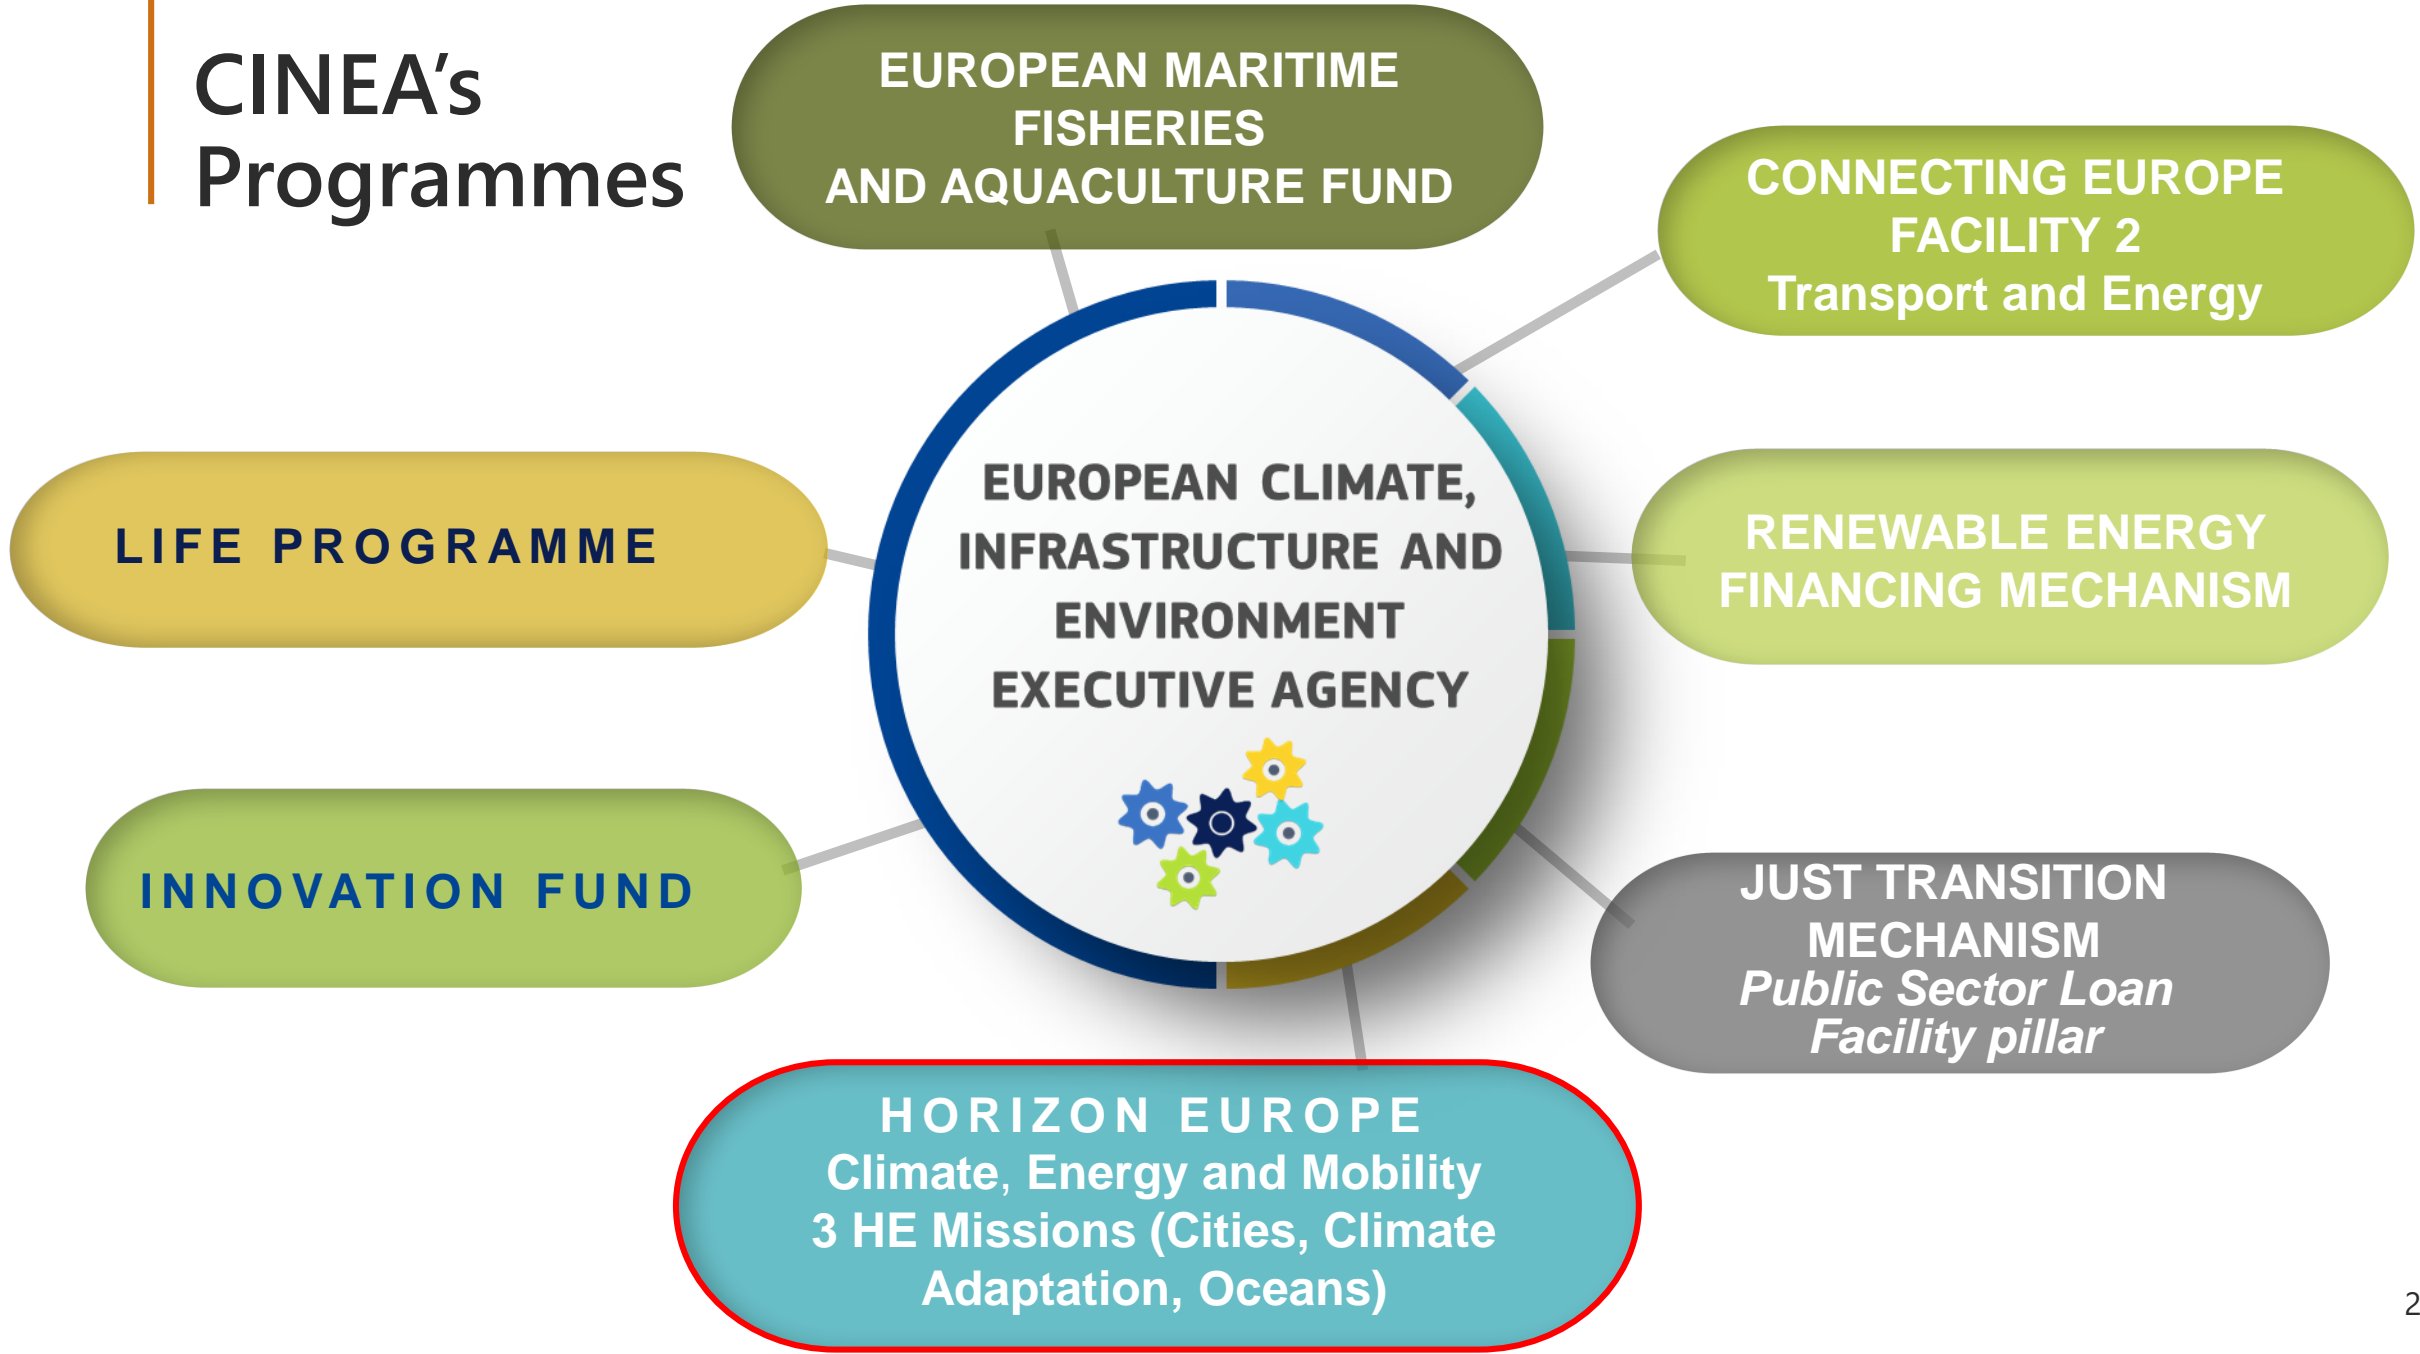 CINEA’s
Programmes
EUROPEAN MARITIME
FISHERIES
AND AQUACULTURE FUND
CONNECTING EUROPE
FACILITY 2
Transport and Energy
RENEWABLE ENERGY
FINANCING MECHANISM
JUST TRANSITION
MECHANISM
Public Sector Loan
Facility pillar
HORIZON EUROPE
Climate, Energy and Mobility
3 HE Missions (Cities, Climate
Adaptation, Oceans)
INNOVATION FUND
LIFE PROGRAMME
EUROPEAN CLIMATE,
INFRASTRUCTURE AND
ENVIRONMENT
EXECUTIVE AGENCY
2